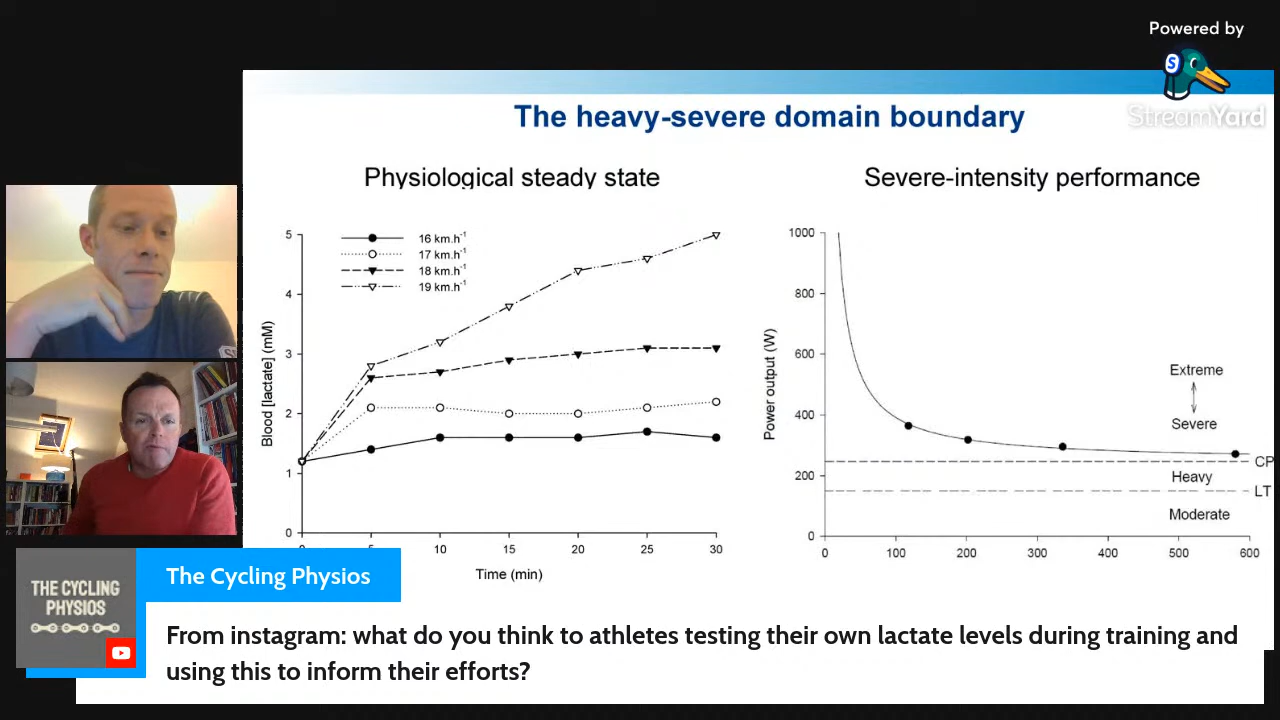 Powered by
S
StreamYard
The heavy-severe domain boundary
Physiological steady state
Severe-intensity performance
5
4
3
2
1
0
Blood [lactate] (mM)
16 km.h-1
17 km.h-1
18 km.h-1
19 km.h-1
0
5
10
15
20
25
30
Time (min)
1000
800
600
400
200
0
Power output (W)
Extreme
Severe
CP
Heavy
LT
Moderate
0
100
200
300
400
500
600
THE CYCLING
PHYSIOS
The Cycling Physios
From instagram: what do you think to athletes testing their own lactate levels during training and
using this to inform their efforts?